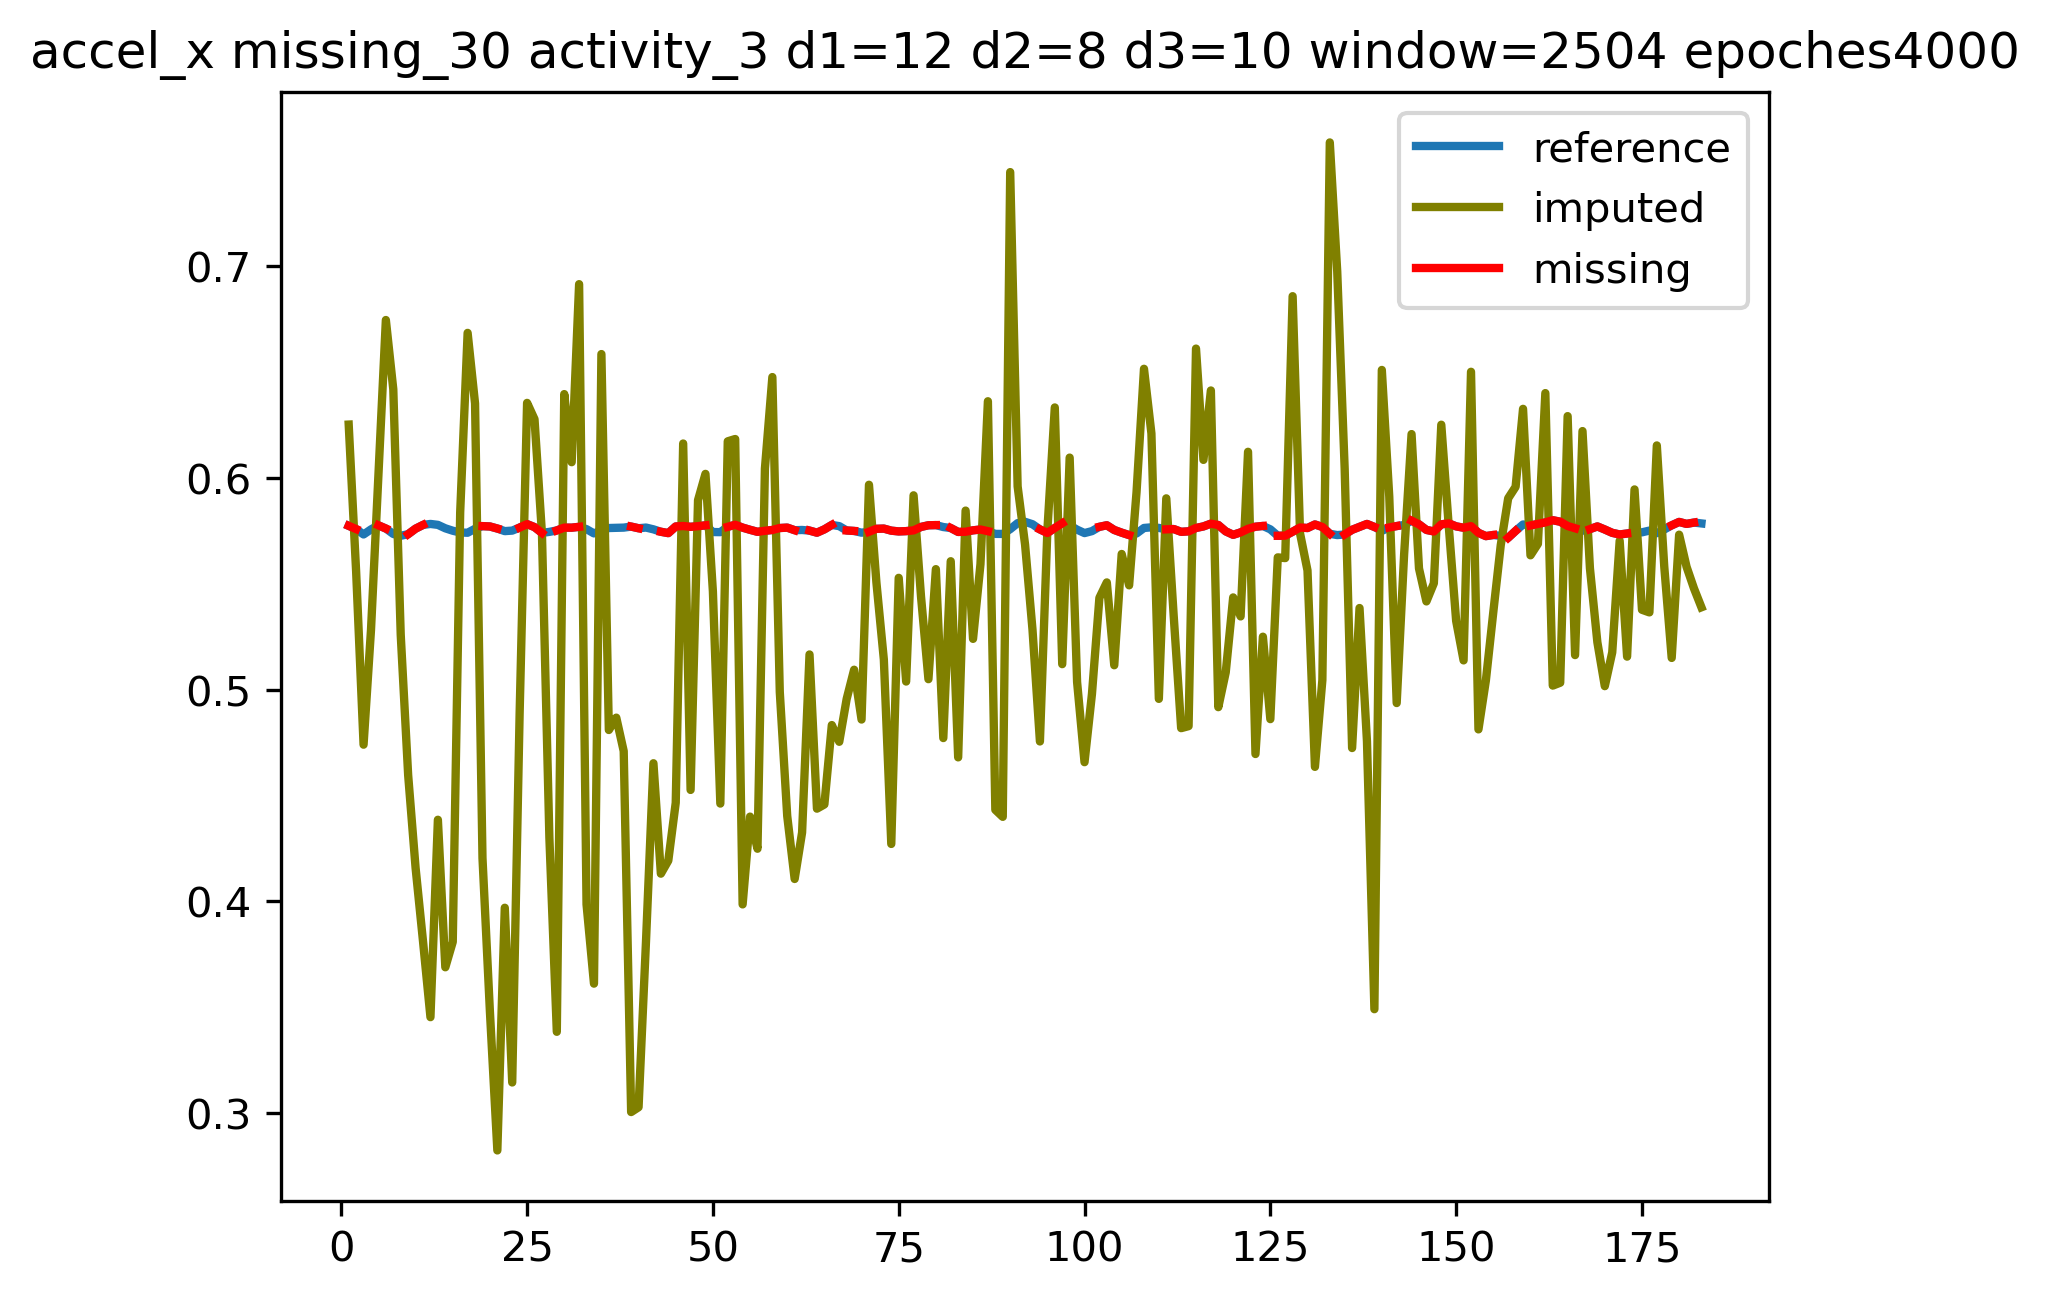 accel_x missing_30 activity_3 d1=12 d2=8 d3=10 window=2504 epoches4000
reference
imputed
missing
0.7
0.6
0.5
0.4
0.3
0 25 50 75 100 125 150 175